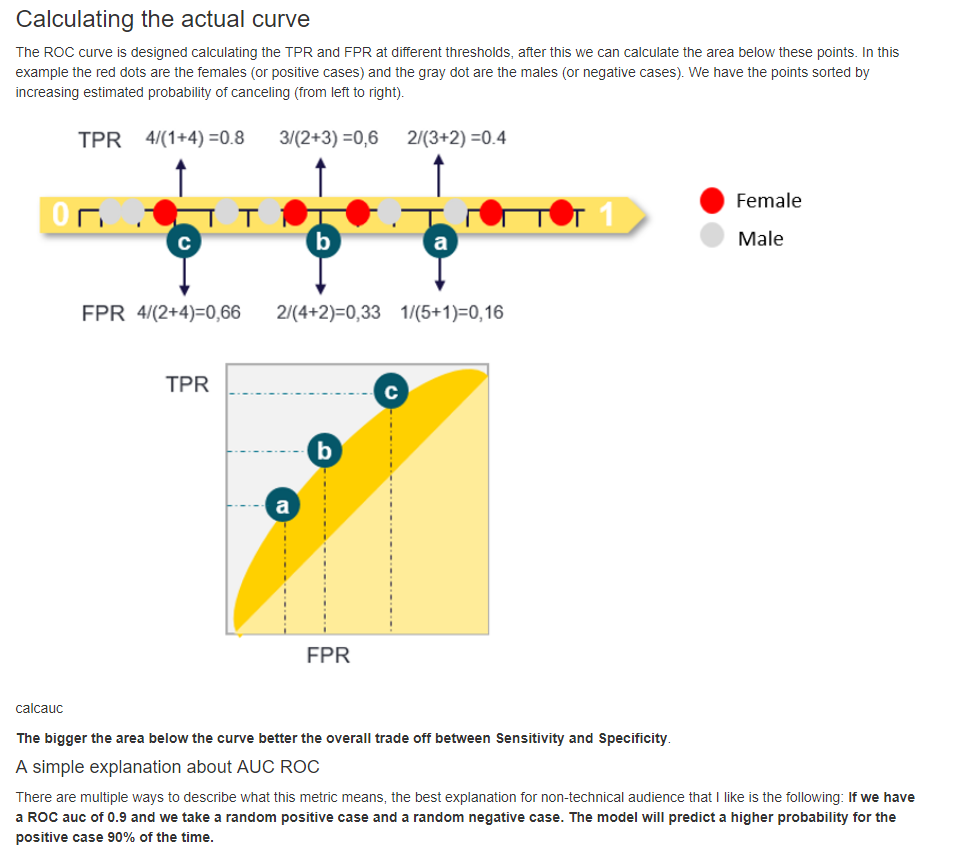 Calculating the actual curve
The ROC curve is designed calculating the TPR and FPR at different thresholds, after this we can calculate the area below these points. In this
example the red dots are the females (or positive cases) and the gray dot are the males (or negative cases). We have the points sorted by
increasing estimated probability of canceling (from left to right).
TPR 4/(1+4) =0.8 3/(2+3) =0,6 2/(3+2) =0.4
0 1
c b a
Female
Male
FPR 4/(2+4)=0,66 2/(4+2)=0,33 1/(5+1)=0,16
TPR
c
b
a
FPR
calcauc
The bigger the area below the curve better the overall trade off between Sensitivity and Specificity.
A simple explanation about AUC ROC
There are multiple ways to describe what this metric means, the best explanation for non-technical audience that I like is the following: If we have
a ROC auc of 0.9 and we take a random positive case and a random negative case. The model will predict a higher probability for the
positive case 90% of the time.